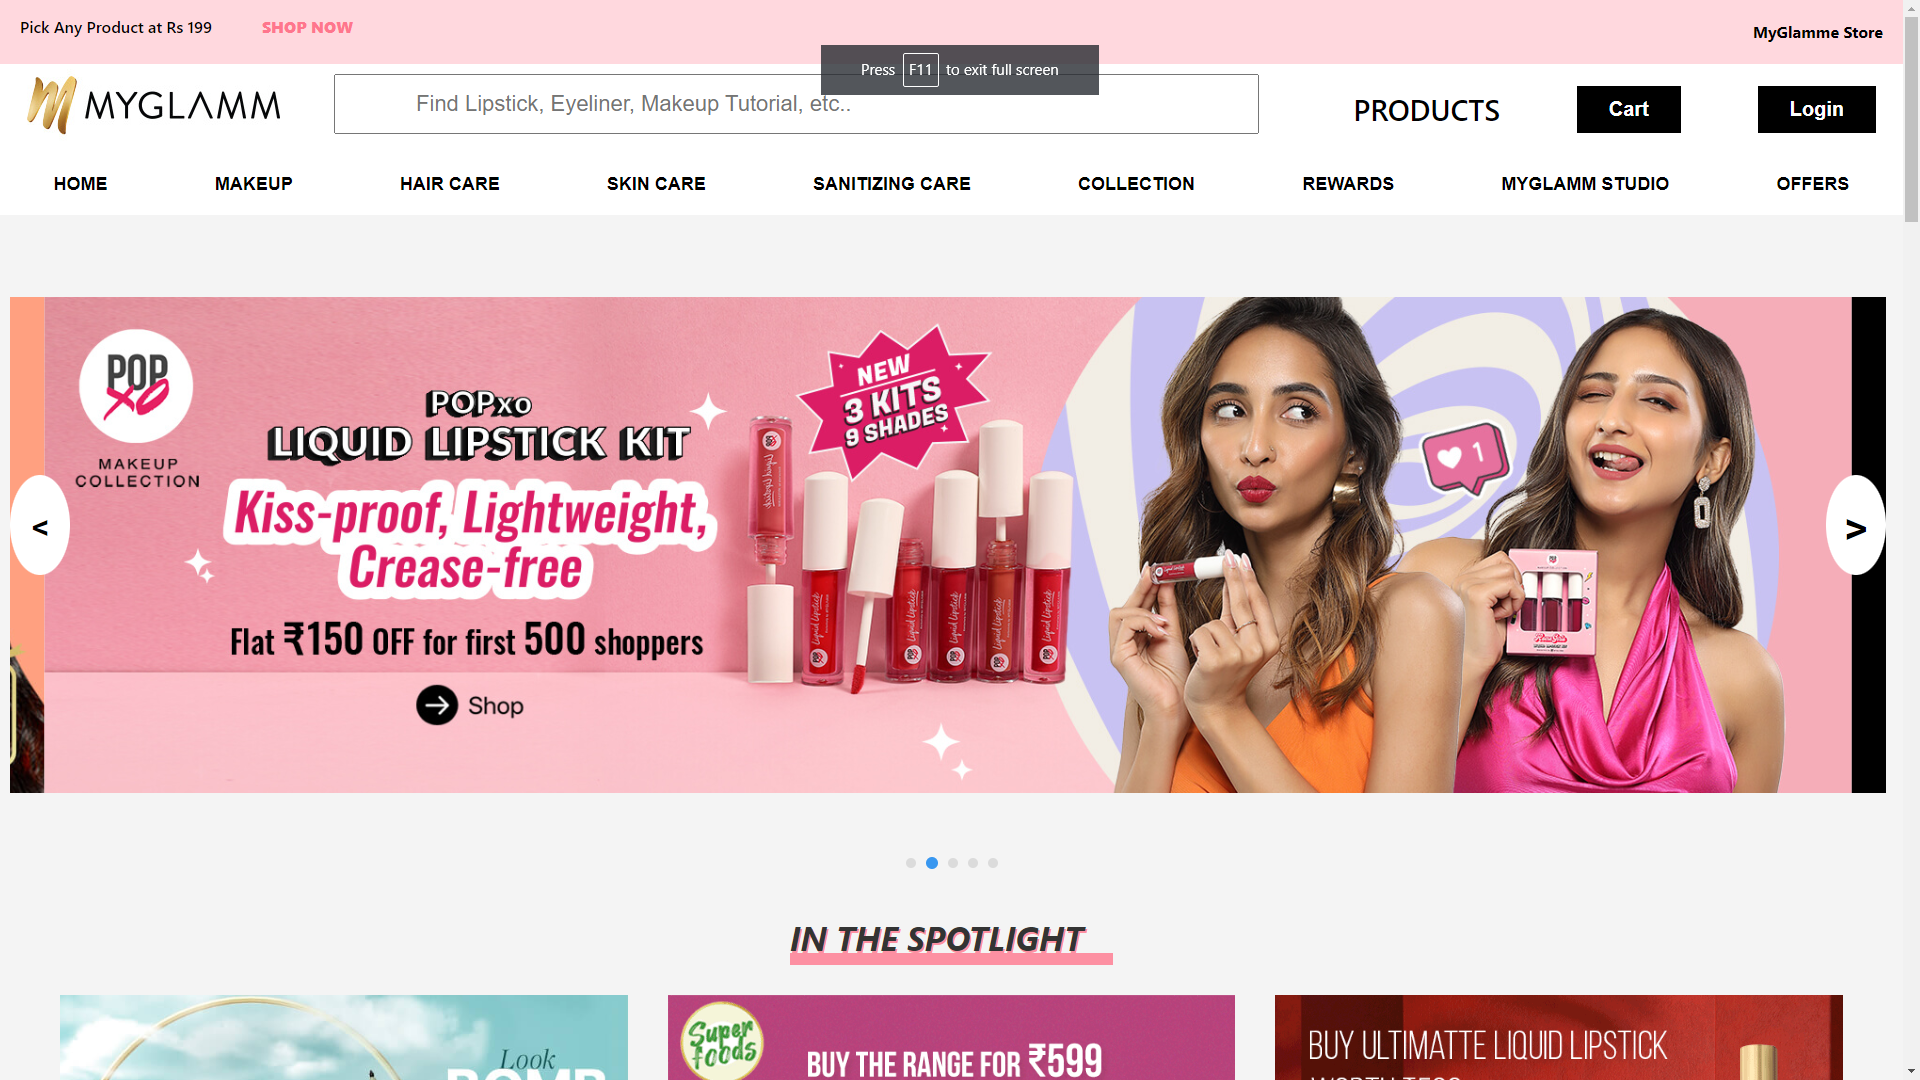 Pick Any Product at Rs 199 SHOP NOW
MyGlamme Store
Press F11 to exit full screen
MYGLAMM
Find Lipstick, Eyeliner, Makeup Tutorial, etc..
PRODUCTS
Cart
Login
HOME MAKEUP HAIR CARE SKIN CARE SANITIZING CARE COLLECTION REWARDS MYGLAMM STUDIO OFFERS
POP
XO
MAKEUP
COLLECTION
POPxo
LIQUID LIPSTICK KIT
Kiss-proof, Lightweight,
Crease-free
Flat ₹150 OFF for first 500 shoppers
Shop
NEW
3 KITS
9 SHADES
1
<
>
IN THE SPOTLIGHT
Look
BOMB
Super
foods
BUY THE RANGE FOR ₹599
BUY ULTIMATTE LIQUID LIPSTICK